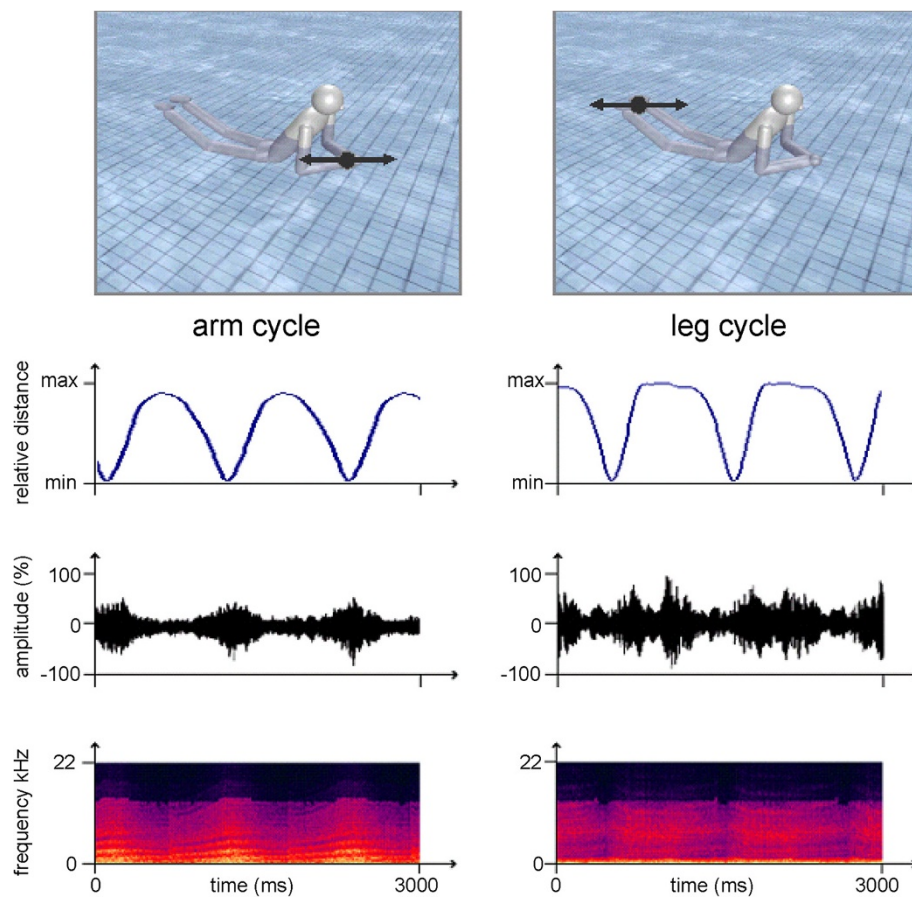 arm cycle
leg cycle
relative distance
max
min
max
min
amplitude (%)
100
0
-100
100
0
-100
frequency kHz
22
0
22
0
0
time (ms)
3000
0
time (ms)
3000